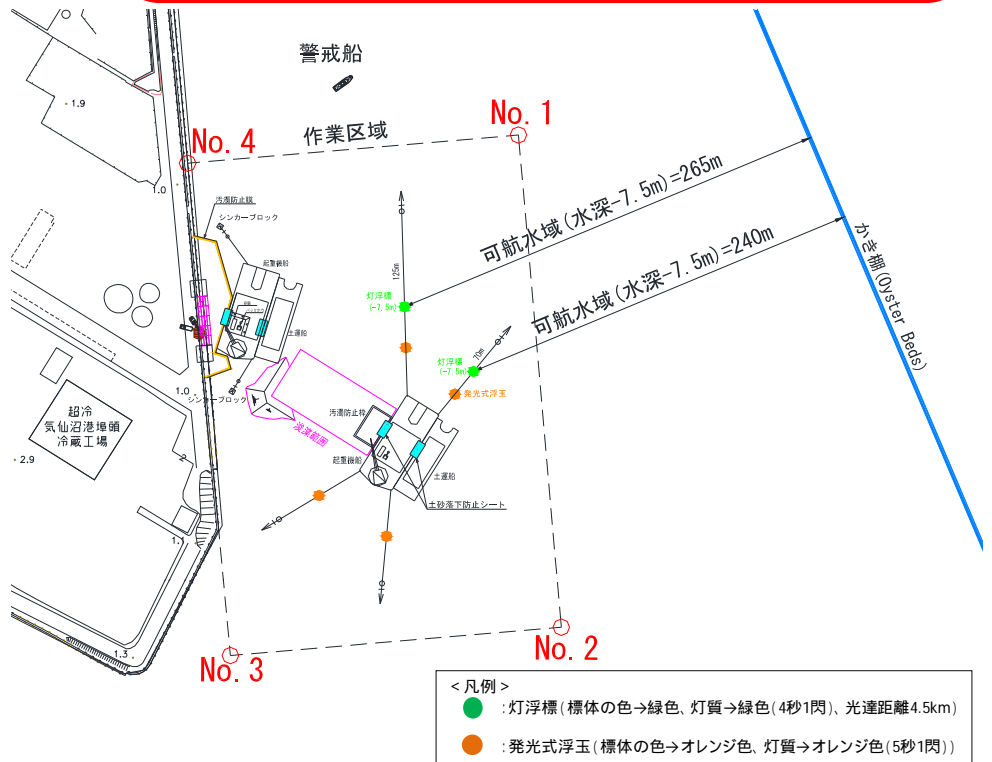 警戒船
No. 1
作業区域
No. 4
1.9
1.0
可航水域(水深-7.5m)=265m
可航水域(水深-7.5m)=240m
かき棚(Oyster Beds)
汚濁防止膜
シンカーブロック
起重機船
土運船
125m
灯浮標
(-7.5m)
灯浮標
(-7.5m)
70m
発光式浮玉
シンカーブロック
1.0
浚渫範囲
汚濁防止枠
起重機船
土運船
土砂落下防止シート
超冷
気仙沼港埠頭
冷蔵工場
2.9
2
1.1
1.3
No. 3
No. 2
<凡例>
:灯浮標(標体の色→緑色、灯質→緑色(4秒1閃)、光達距離4.5km)
:発光式浮玉(標体の色→オレンジ色、灯質→オレンジ色(5秒1閃))